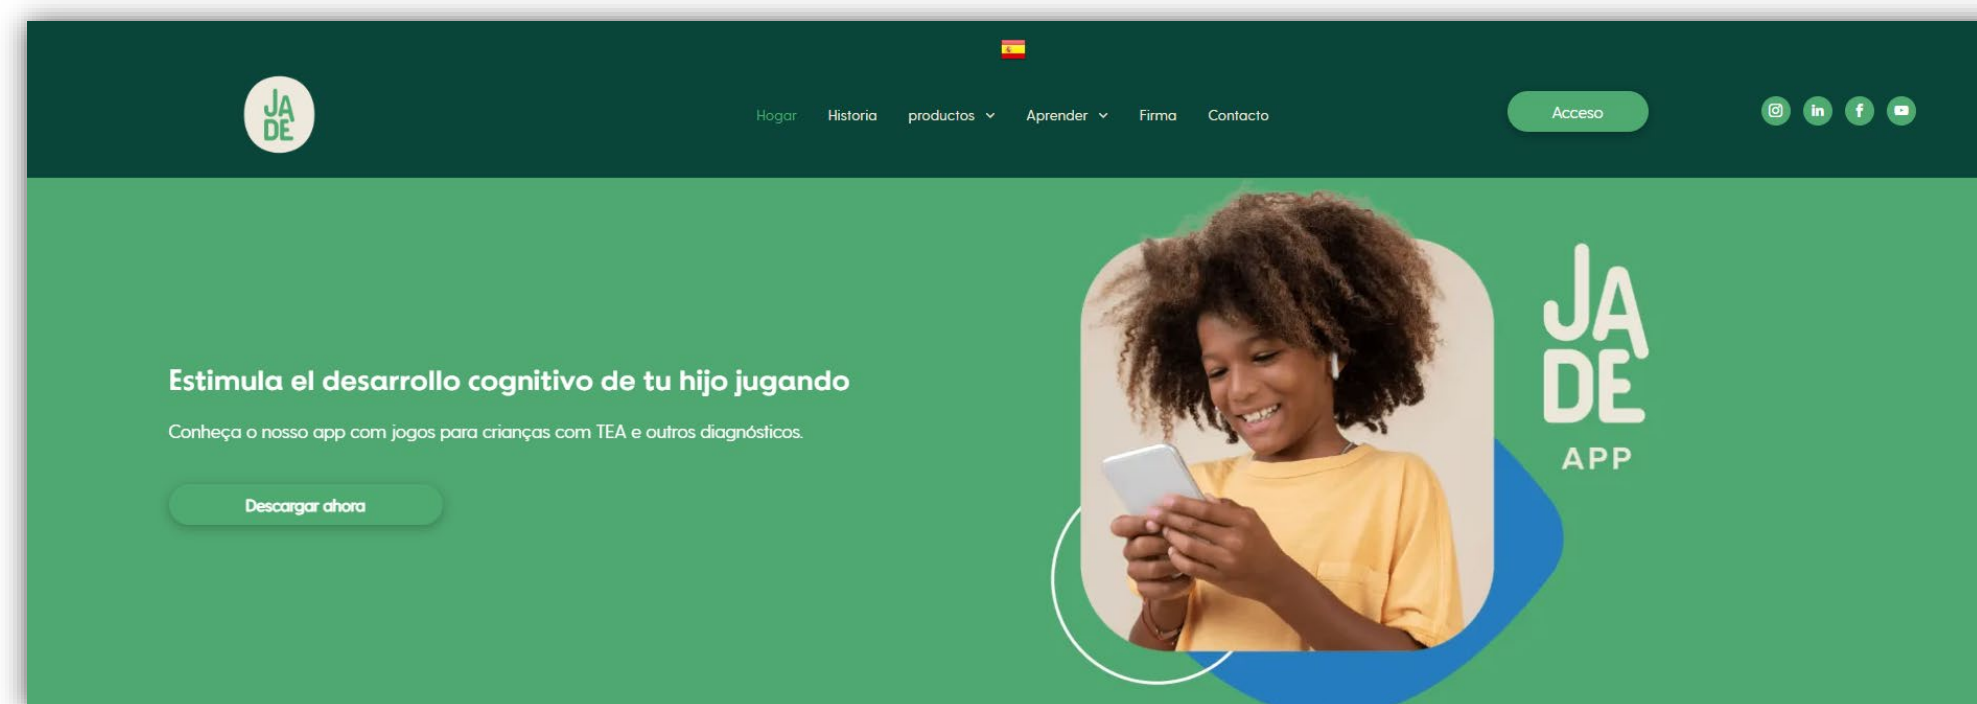 JA
DE
Hogar Historia productos Aprender Firma Contacto
Acceso
in f
Estimula el desarrollo cognitivo de tu hijo jugando
Conheça o nosso app com jogos para crianças com TEA e outros diagnósticos.
Descargar ahora
JA
DE
APP